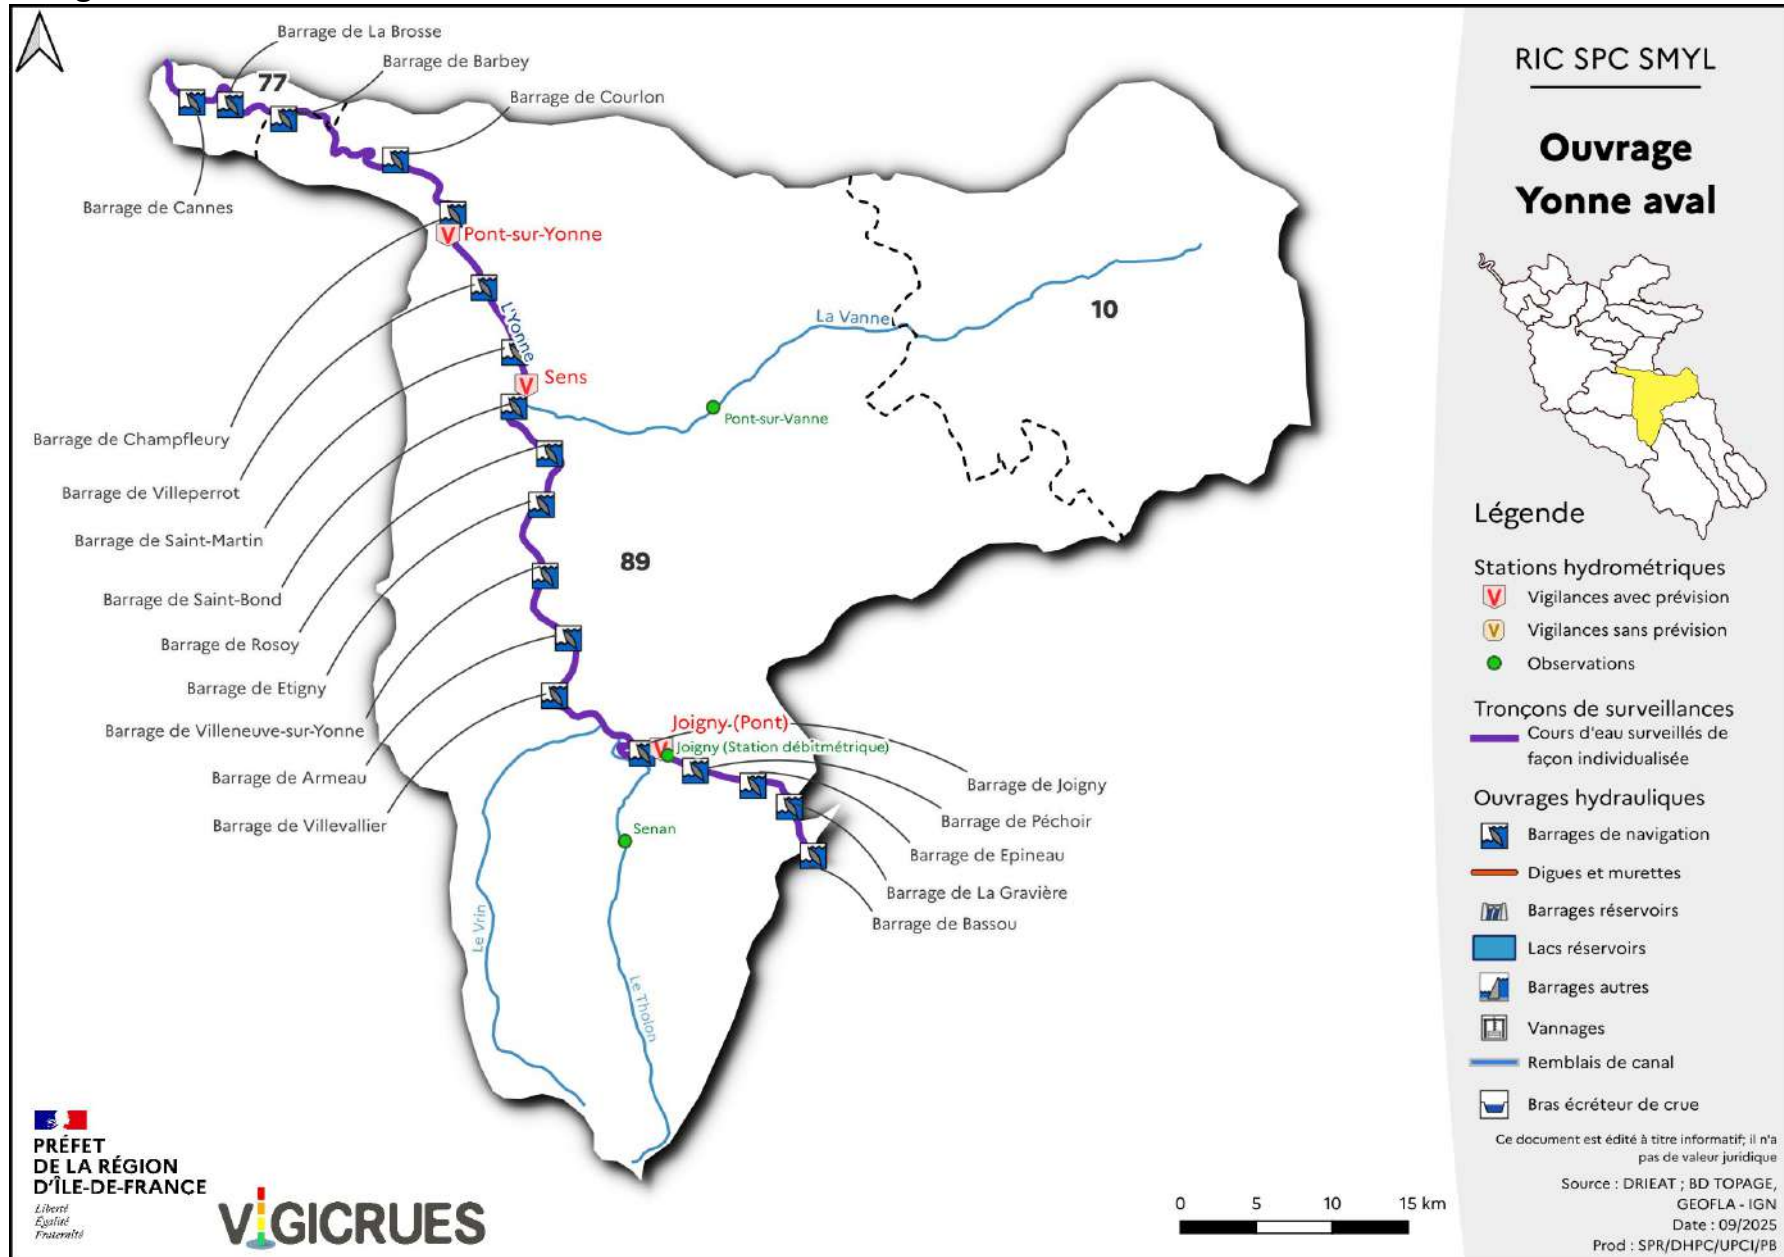 Barrage de La Brosse
77
Barrage de Barbey
Barrage de Courlon
Barrage de Cannes
Pont-sur-Yonne
L'Yonne
La Vanne
10
Sens
Pont-sur-Vanne
Barrage de Champfleury
Barrage de Villeperrot
Barrage de Saint-Martin
89
Barrage de Saint-Bond
Barrage de Rosoy
Barrage de Etigny
Barrage de Villeneuve-sur-Yonne
Barrage de Armeau
Barrage de Villevallier
Joigny (Pont)
Joigny (Station débitmétrique)
Barrage de Joigny
Barrage de Péchoir
Barrage de Epineau
Barrage de La Gravière
Barrage de Bassou
Senan
Le Vrin
Le Tholon
PRÉFET
DE LA RÉGION
D'ÎLE-DE-FRANCE
Liberté
Égalité
Fraternité
VIGICRUES
0 5 10 15 km
RIC SPC SMYL
Ouvrage
Yonne aval
Légende
Stations hydrométriques
V Vigilances avec prévision
V Vigilances sans prévision
Observations
Tronçons de surveillances
Cours d'eau surveillés de
façon individualisée
Ouvrages hydrauliques
Barrages de navigation
Digues et murettes
Barrages réservoirs
Lacs réservoirs
Barrages autres
Vannages
Remblais de canal
Bras écréteur de crue
Ce document est édité à titre informatif; il n'a
pas de valeur juridique
Source : DRIEAT ; BD TOPAGE,
GEOFLA - IGN
Date : 09/2025
Prod : SPR/DHPC/UPCI/PB